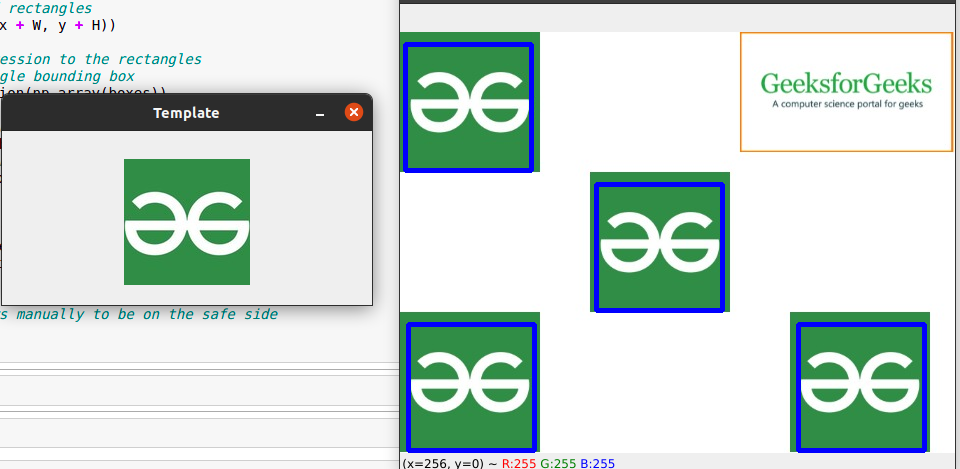 rectangles
x + W, y + H))
ession to the rectangles
gle bounding box
ion(np.array(boxes))
Template
s manually to be on the safe side
GeeksforGeeks
A computer science portal for geeks
(x=256, y=0) ~ R:255 G:255 B:255